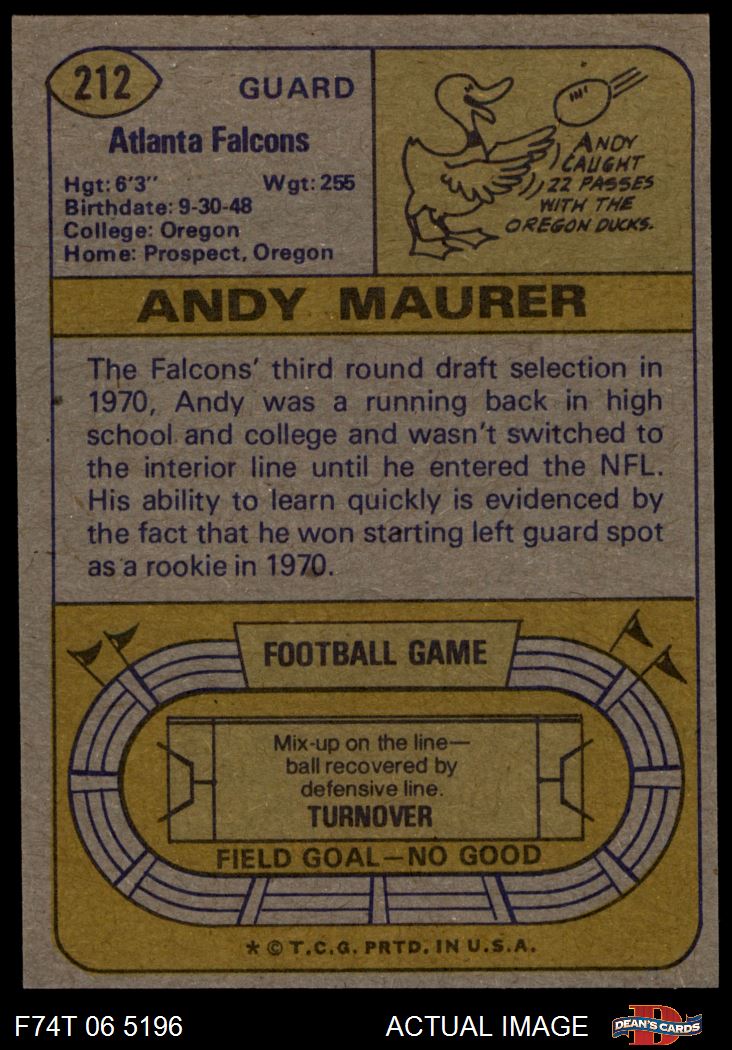 212
GUARD
Atlanta Falcons
Hgt: 6'3" Wgt: 255
Birthdate: 9-30-48
College: Oregon
Home: Prospect, Oregon
ANDY
CAUGHT
22 PASSES
WITH THE
OREGON DUCKS.
ANDY MAURER
The Falcons' third round draft selection in
1970, Andy was a running back in high
school and college and wasn't switched to
the interior line until he entered the NFL.
His ability to learn quickly is evidenced by
the fact that he won starting left guard spot
as a rookie in 1970.
FOOTBALL GAME
Mix-up on the line—
ball recovered by
defensive line.
TURNOVER
FIELD GOAL—NO GOOD
* © T.C.G. PRTD. IN U.S.A.
F74T 06 5196
ACTUAL IMAGE
D
DEAN'S CARDS